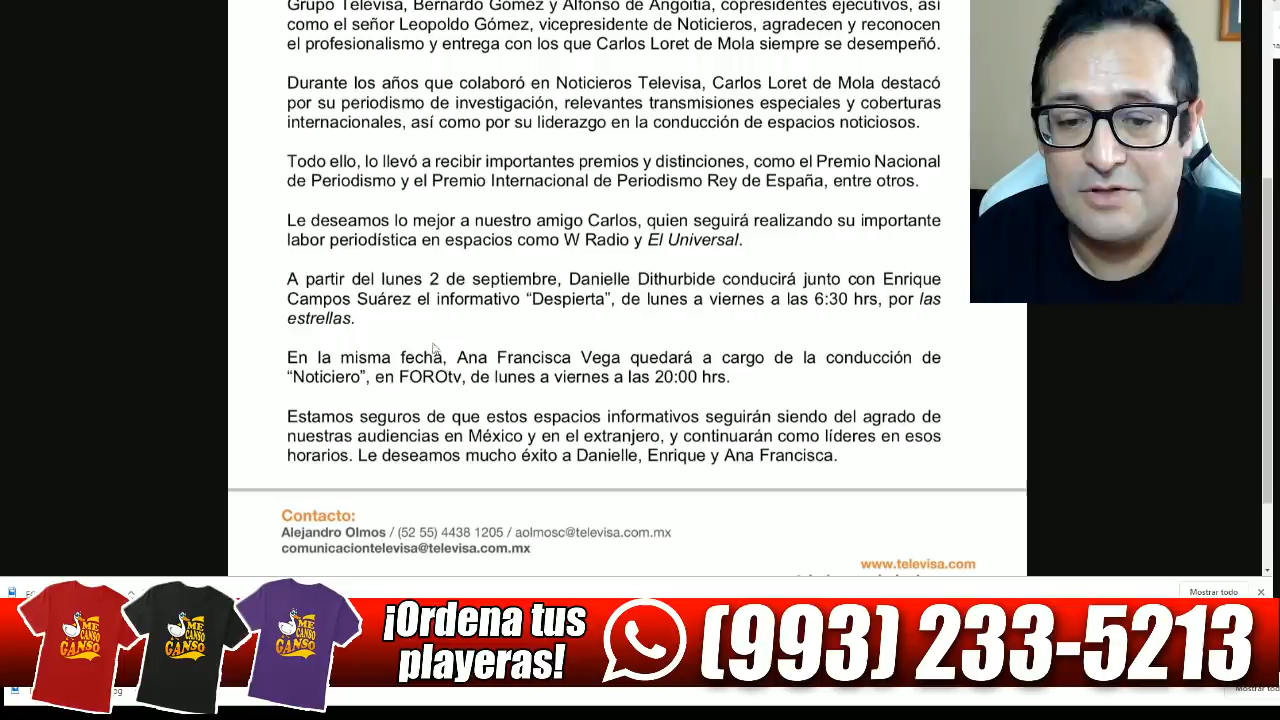 Grupo Televisa, Bernardo Gómez y Alfonso de Angoitia, copresidentes ejecutivos, así
como el señor Leopoldo Gómez, vicepresidente de Noticieros, agradecen y reconocen
el profesionalismo y entrega con los que Carlos Loret de Mola siempre se desempeñó.
Durante los años que colaboró en Noticieros Televisa, Carlos Loret de Mola destacó
por su periodismo de investigación, relevantes transmisiones especiales y coberturas
internacionales, así como por su liderazgo en la conducción de espacios noticiosos.
Todo ello, lo llevó a recibir importantes premios y distinciones, como el Premio Nacional
de Periodismo y el Premio Internacional de Periodismo Rey de España, entre otros.
Le deseamos lo mejor a nuestro amigo Carlos, quien seguirá realizando su importante
labor periodística en espacios como W Radio y El Universal.
A partir del lunes 2 de septiembre, Danielle Dithurbide conducirá junto con Enrique
Campos Suárez el informativo “Despierta”, de lunes a viernes a las 6:30 hrs, por las
estrellas.
En la misma fecha, Ana Francisca Vega quedará a cargo de la conducción de
“Noticiero”, en FOROtv, de lunes a viernes a las 20:00 hrs.
Estamos seguros de que estos espacios informativos seguirán siendo del agrado de
nuestras audiencias en México y en el extranjero, y continuarán como líderes en esos
horarios. Le deseamos mucho éxito a Danielle, Enrique y Ana Francisca.
Contacto:
Alejandro Olmos / (52 55) 4438 1205 / aolmosc@televisa.com.mx
comunicaciontelevisa@televisa.com.mx
www.televisa.com
Mostrar todo
ME CANSO GANSO
ME CANSO GANSO
ME CANSO GANSO
¡Ordena tus
playeras!
(993) 233-5213
Mostrar todo